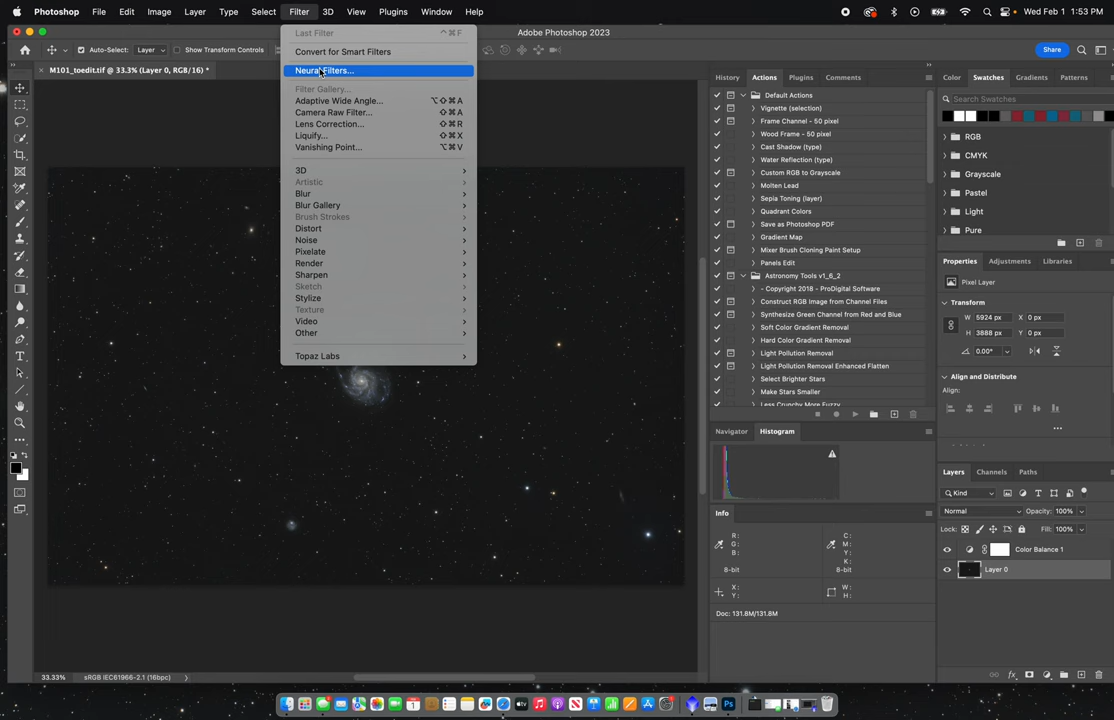 Photoshop File Edit Image Layer Type Select Filter 3D View Plugins Window Help Wed Feb 1 1:53 PM
Adobe Photoshop 2023
Auto-Select: Layer Show Transform Controls Share
M101_toedit.tif @ 33.3% (Layer 0, RGB/16) *
Last Filter ^⌘F
Convert for Smart Filters
Neural Filters...
Filter Gallery...
Adaptive Wide Angle... ⌥⇧⌘A
Camera Raw Filter... ⇧⌘A
Lens Correction... ⇧⌘R
Liquify... ⇧⌘X
Vanishing Point... ⌥⌘V
3D
Artistic
Blur
Blur Gallery
Brush Strokes
Distort
Noise
Pixelate
Render
Sharpen
Sketch
Stylize
Texture
Video
Other
Topaz Labs
33.33% sRGB IEC61966-2.1 (16bpc)
History Actions Plugins Comments
Default Actions
Vignette (selection)
Frame Channel - 50 pixel
Wood Frame - 50 pixel
Cast Shadow (type)
Water Reflection (type)
Custom RGB to Grayscale
Molten Lead
Sepia Toning (layer)
Quadrant Colors
Save as Photoshop PDF
Gradient Map
Mixer Brush Cloning Paint Setup
Panels Edit
Astronomy Tools v1_6_2
- Copyright 2018 - ProDigital Software
Construct RGB Image from Channel Files
Synthesize Green Channel from Red and Blue
Soft Color Gradient Removal
Hard Color Gradient Removal
Light Pollution Removal
Light Pollution Removal Enhanced Flatten
Select Brighter Stars
Make Stars Smaller
Less Crunchy More Fuzzy
Navigator Histogram
Info
R: C:
G: M:
B: Y:
K:
8-bit 8-bit
X: W:
Y: H:
Doc: 131.8M/131.8M
Color Swatches Gradients Patterns
Search Swatches
RGB
CMYK
Grayscale
Pastel
Light
Pure
Properties Adjustments Libraries
Pixel Layer
Transform
W 5924 px X 0 px
H 3888 px Y 0 px
0.00°
Align and Distribute
Align:
Layers Channels Paths
Kind
Normal Opacity: 100%
Lock: Fill: 100%
Color Balance 1
Layer 0